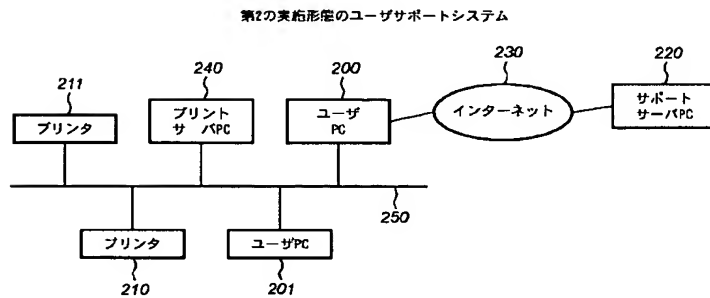 第2の実施形態のユーザサポートシステム
211
240
200
230
220
プリンタ
プリント
サーバPC
ユーザ
PC
インターネット
サポート
サーバPC
250
プリンタ
ユーザPC
210
201